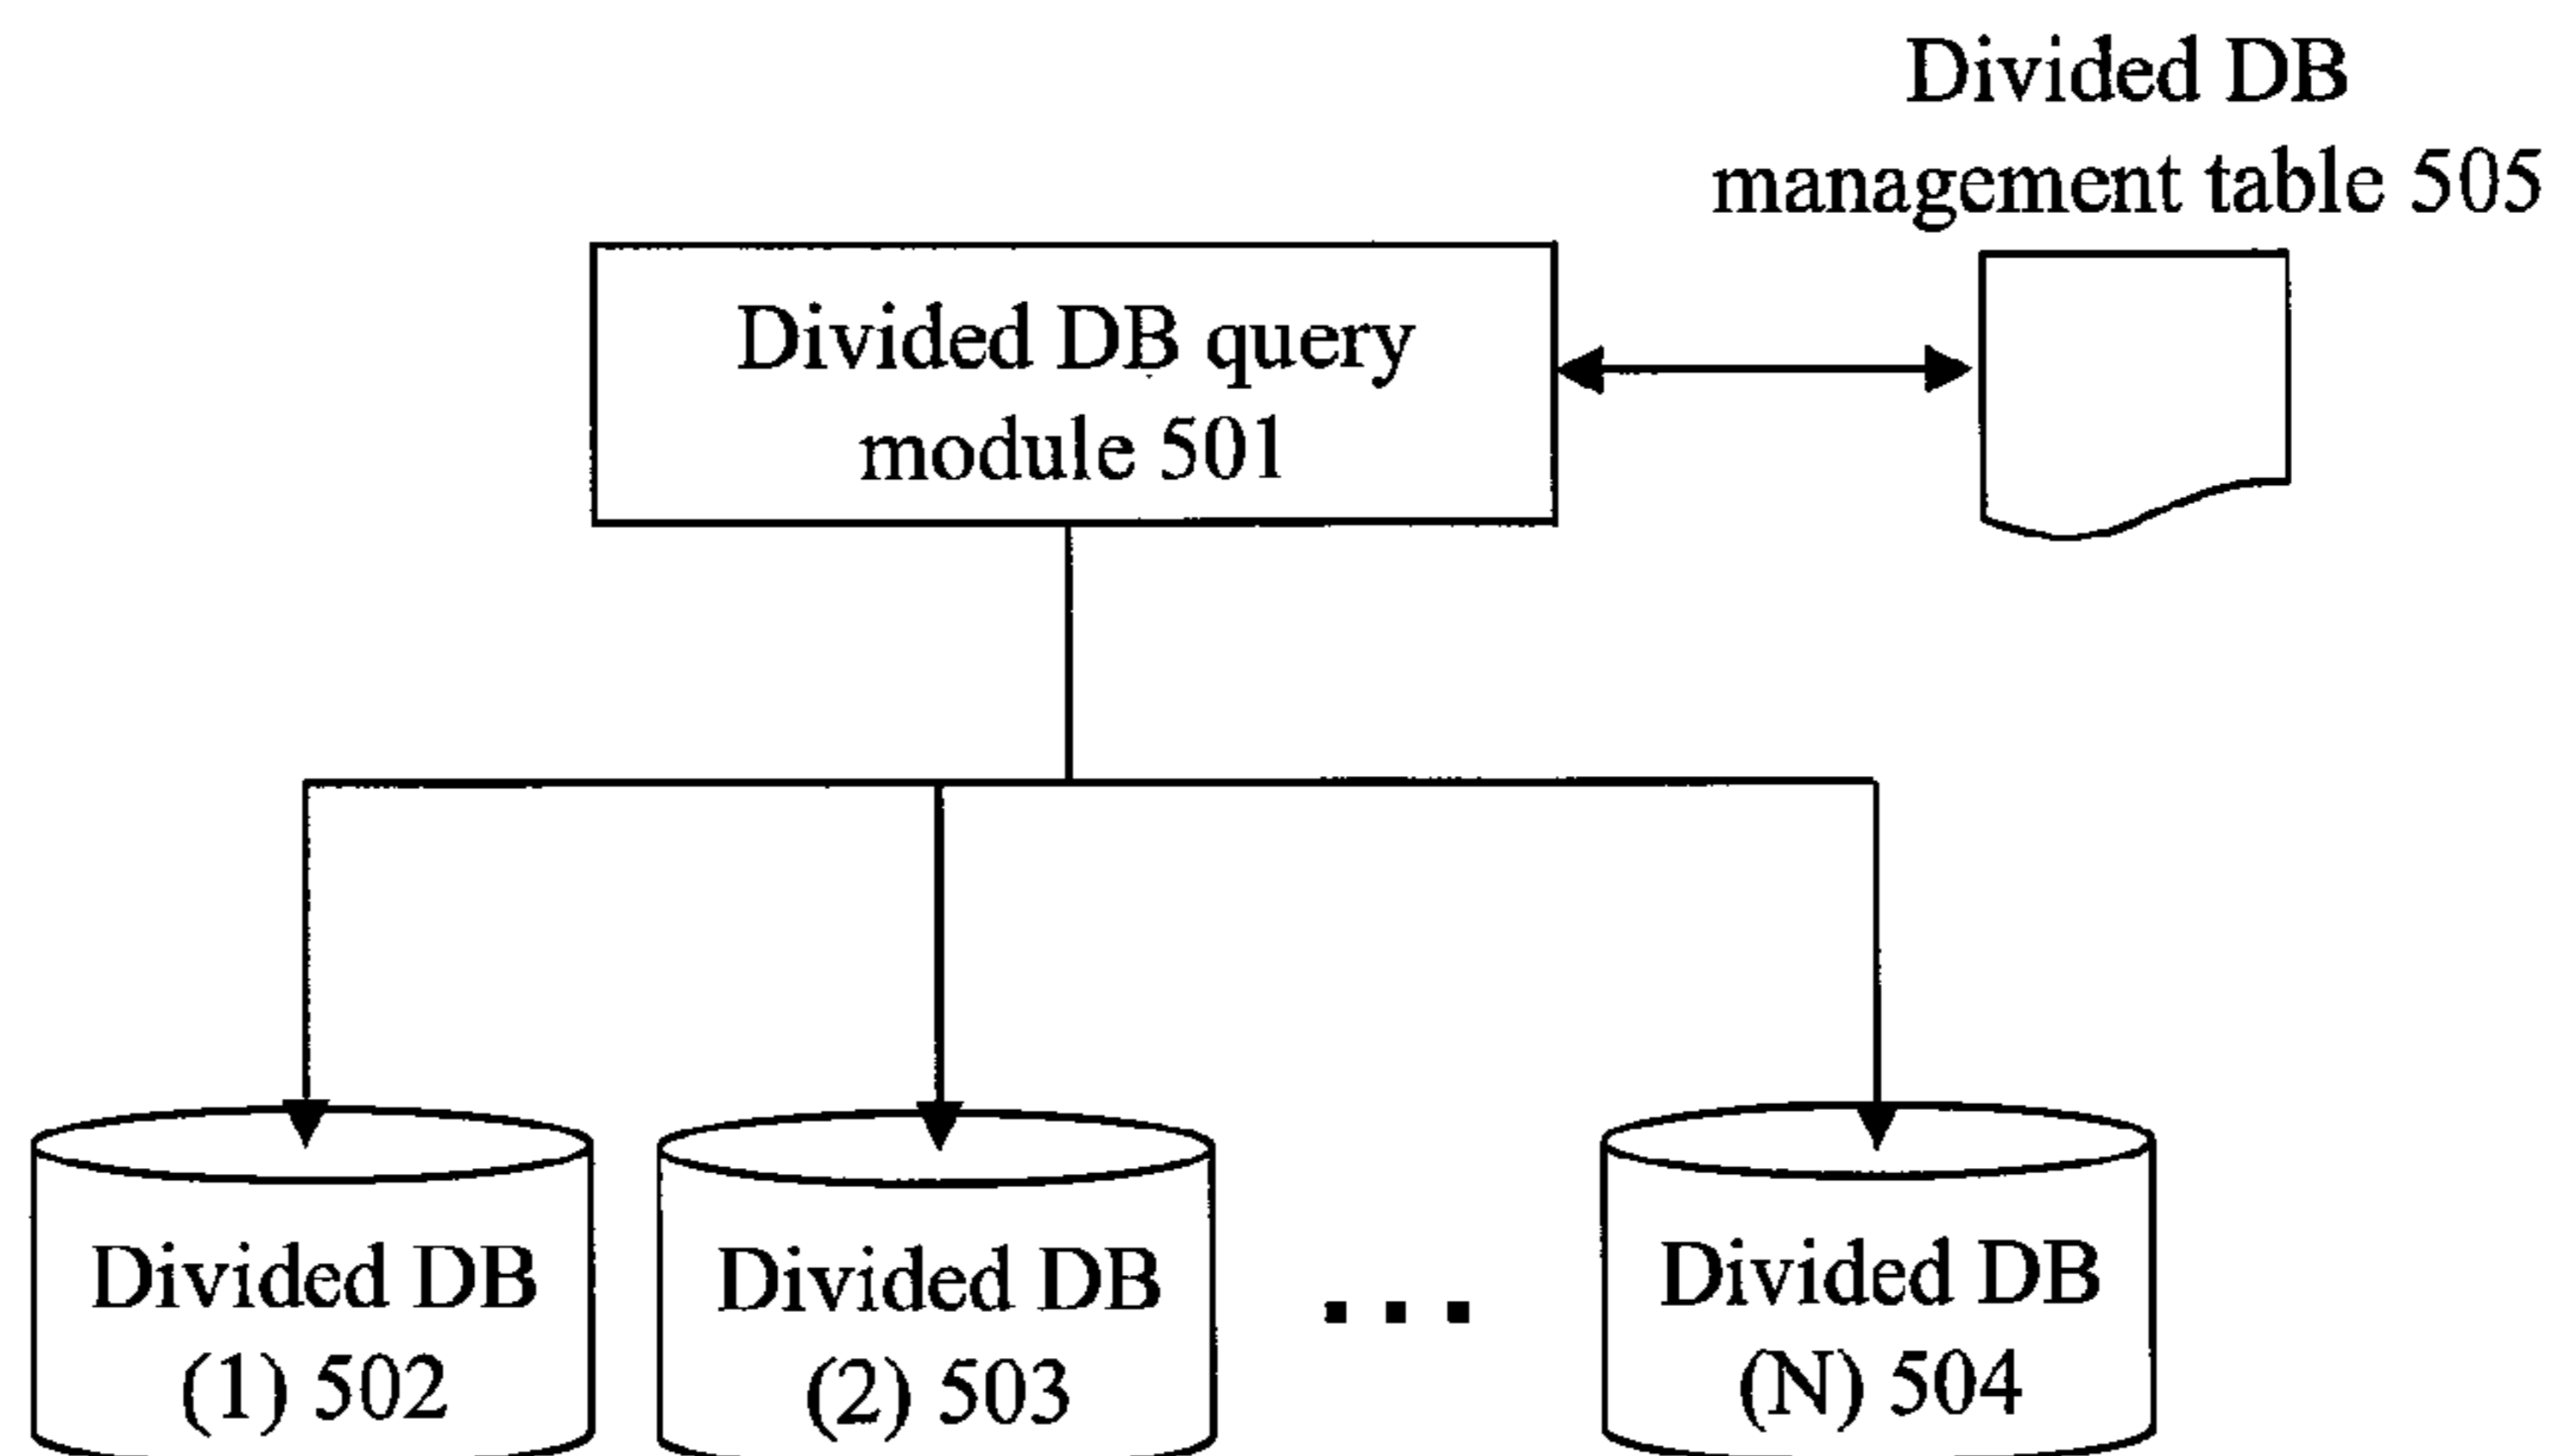 Divided DB
management table 505
Divided DB query
module 501
Divided DB
(1) 502
Divided DB
(2) 503
...
Divided DB
(N) 504